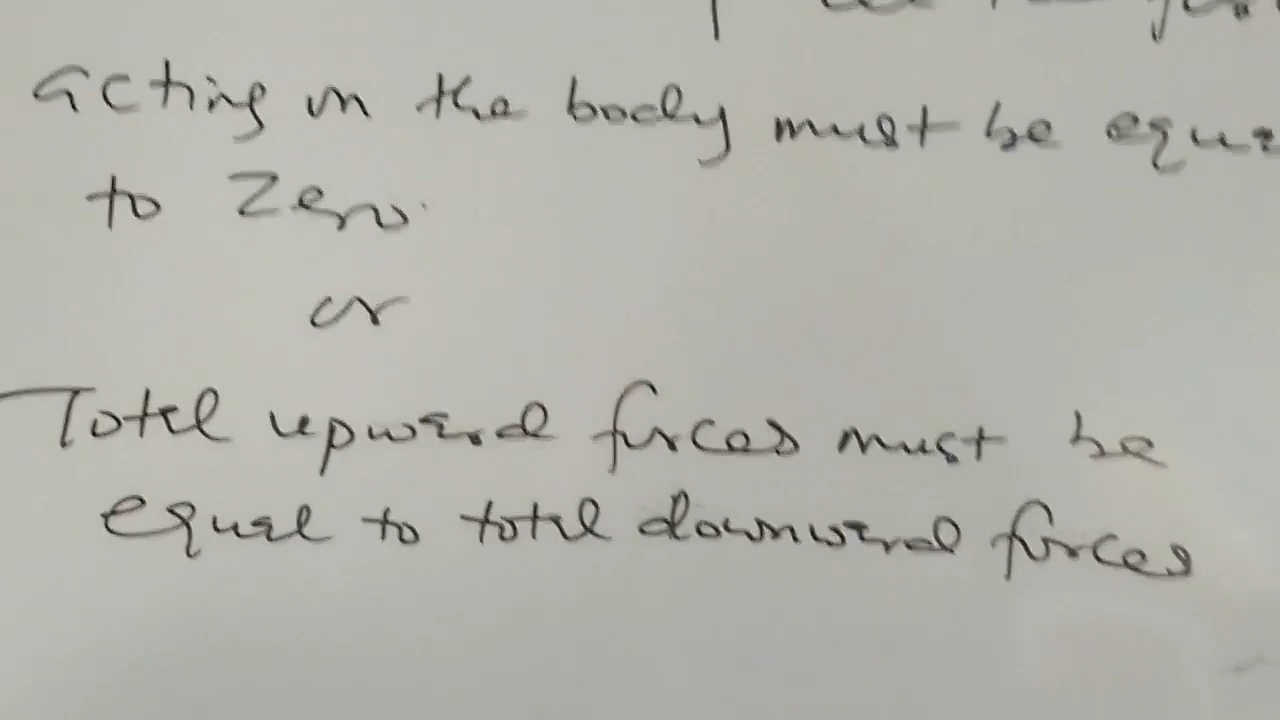 acting on the body must be equa
to Zero.
or
Total upward forces must be
equal to total downward forces